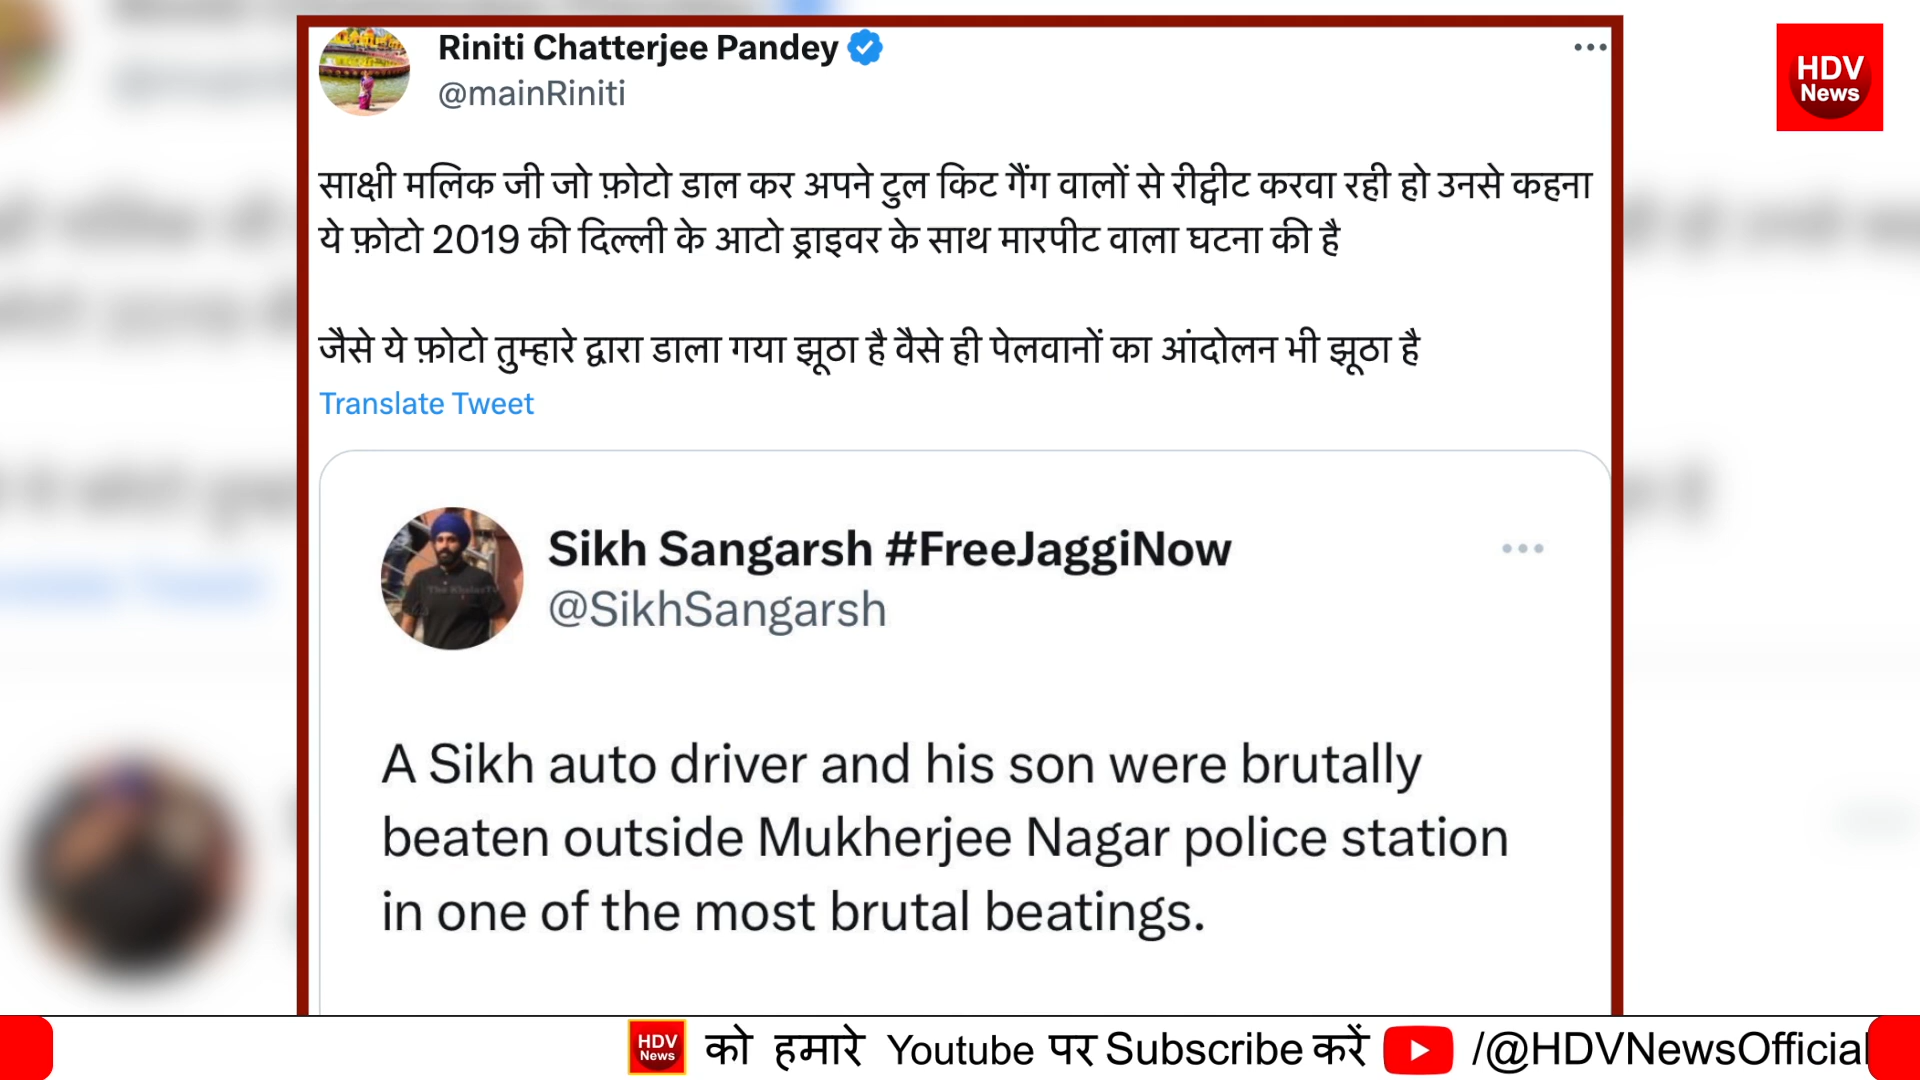 Riniti Chatterjee Pandey
@mainRiniti
HDV
News
साक्षी मलिक जी जो फ़ोटो डाल कर अपने टुल किट गैंग वालों से रीट्वीट करवा रही हो उनसे कहना
ये फ़ोटो 2019 की दिल्ली के आटो ड्राइवर के साथ मारपीट वाला घटना की है
जैसे ये फ़ोटो तुम्हारे द्वारा डाला गया झूठा है वैसे ही पेलवानों का आंदोलन भी झूठा है
Translate Tweet
Sikh Sangarsh #FreeJaggiNow
@SikhSangarsh
A Sikh auto driver and his son were brutally
beaten outside Mukherjee Nagar police station
in one of the most brutal beatings.
HDV
News
को हमारे Youtube पर Subscribe करें /@HDVNewsOfficial